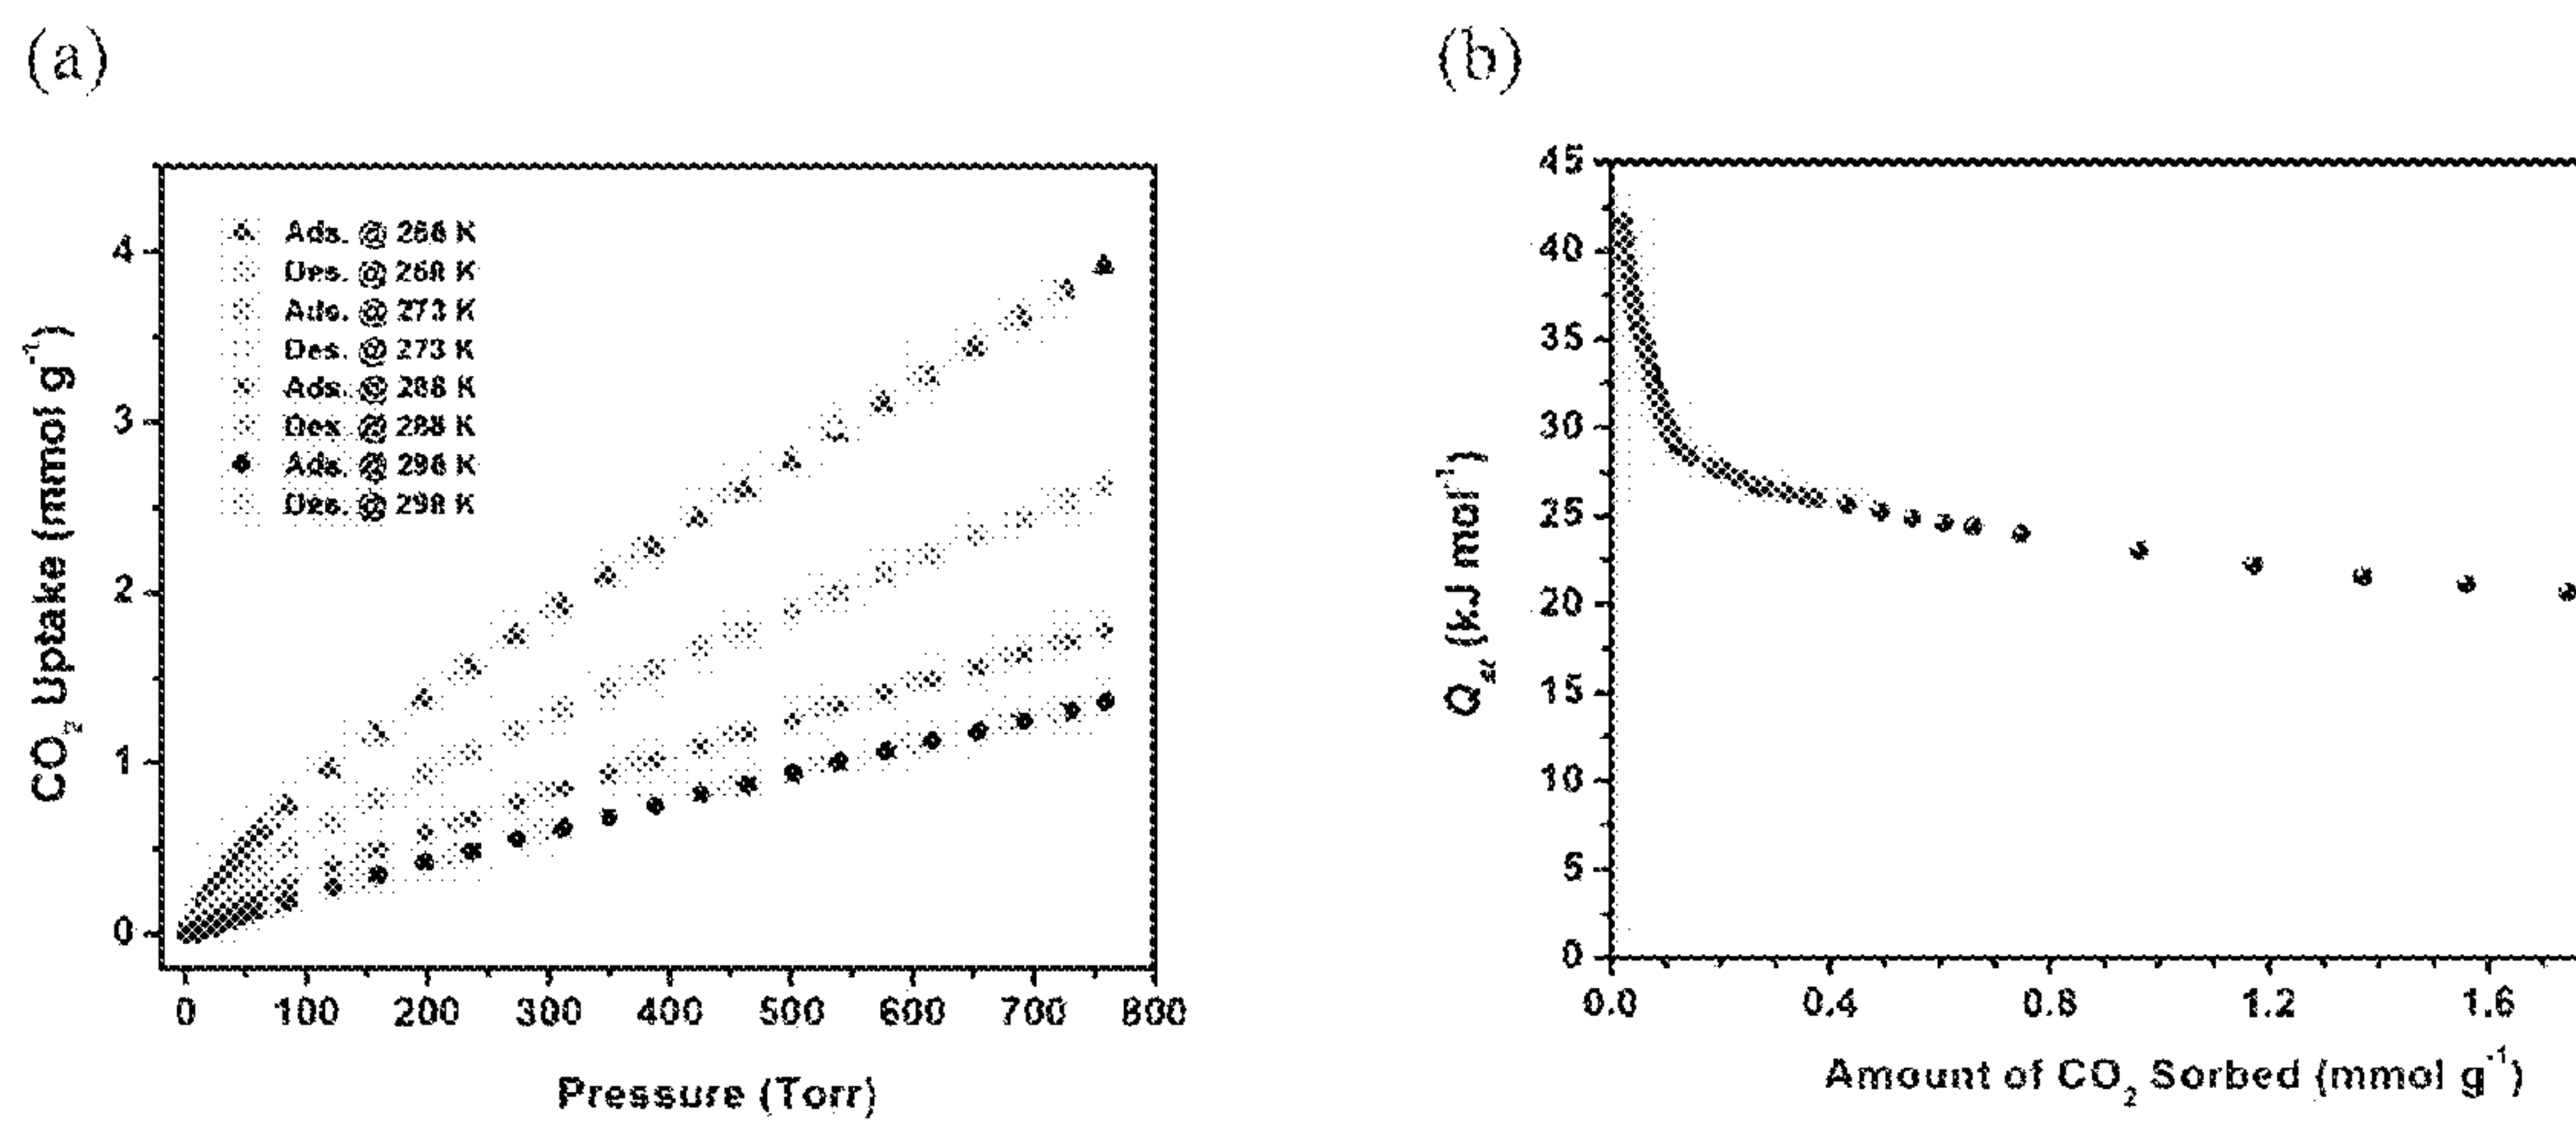 (a)
(b)
Ads. @ 268 K
Des. @ 268 K
Ads. @ 273 K
Des. @ 273 K
Ads. @ 288 K
Des. @ 288 K
Ads. @ 298 K
Des. @ 298 K
CO₂ Uptake (mmol g⁻¹)
4
3
2
1
0
0 100 200 300 400 500 600 700 800
Pressure (Torr)
Qst (kJ mol⁻¹)
45
40
35
30
25
20
15
10
5
0
0.0 0.4 0.8 1.2 1.6
Amount of CO₂ Sorbed (mmol g⁻¹)